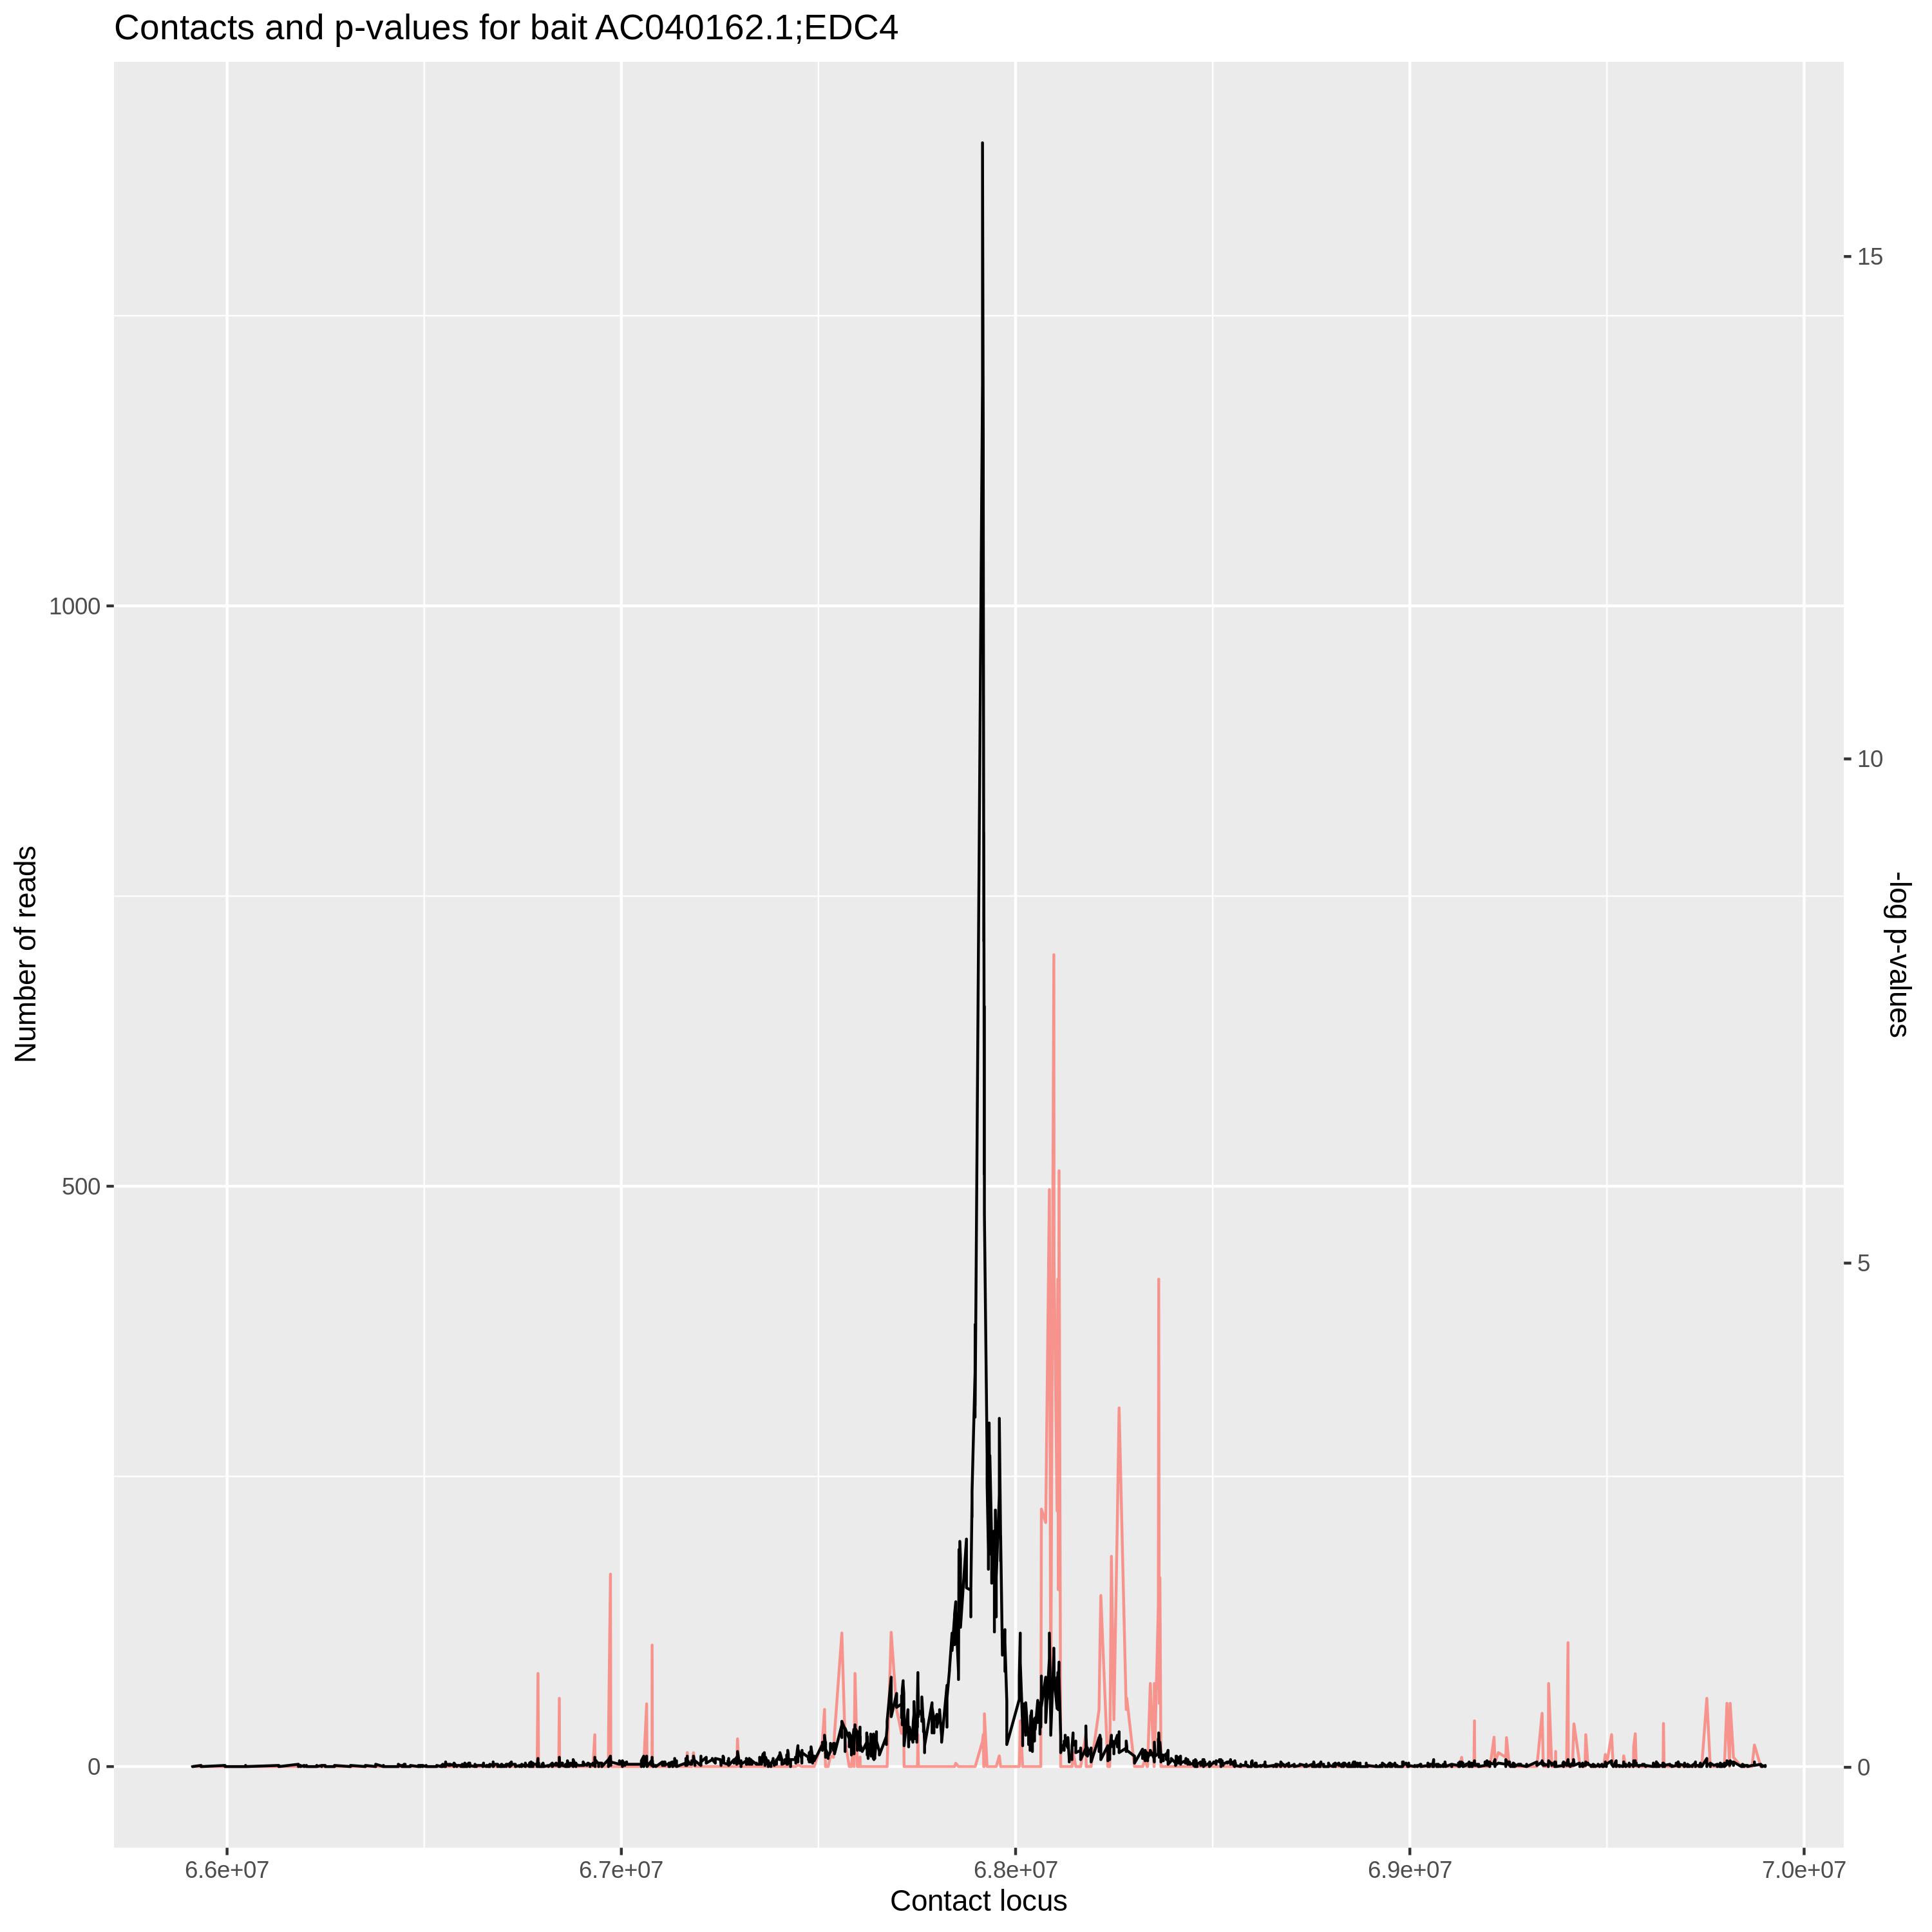 Contacts and p-values for bait AC040162.1;EDC4
Number of reads
1000
500
0
15
10
5
0
-log p-values
6.6e+07
6.7e+07
6.8e+07
6.9e+07
7.0e+07
Contact locus